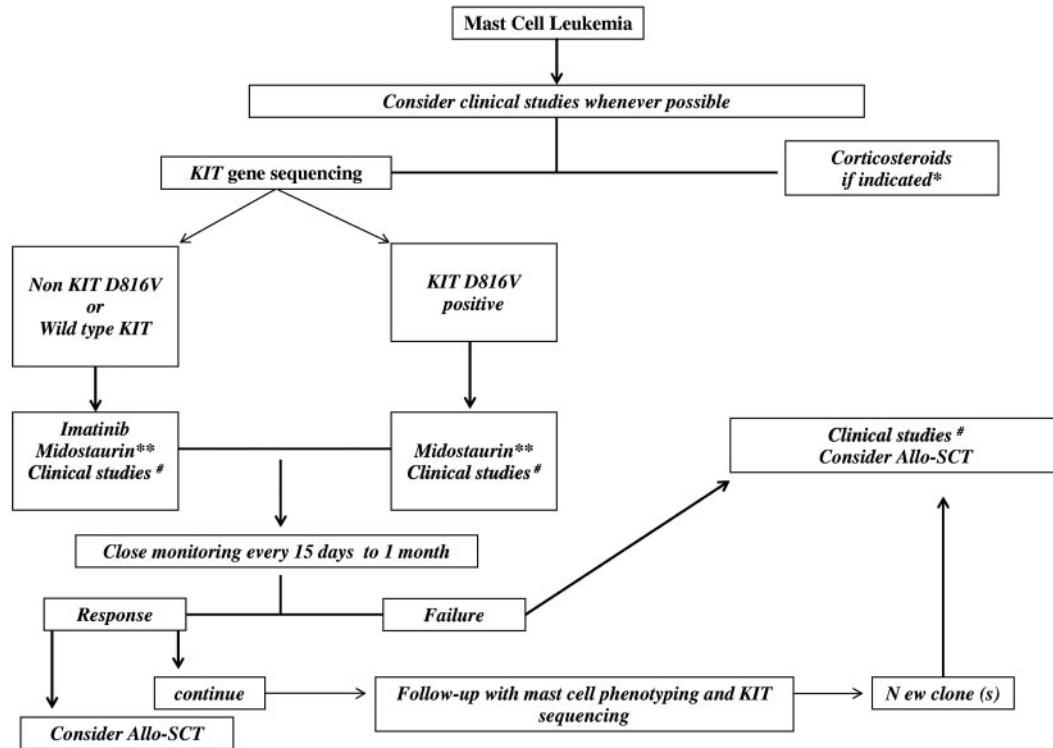 Mast Cell Leukemia
Consider clinical studies whenever possible
KIT gene sequencing
Corticosteroids
if indicated*
Non KIT D816V
or
Wild type KIT
KIT D816V
positive
Imatinib
Midostaurin**
Clinical studies #
Midostaurin**
Clinical studies #
Clinical studies #
Consider Allo-SCT
Close monitoring every 15 days to 1 month
Response
Failure
continue
Follow-up with mast cell phenotyping and KIT
sequencing
N ew clone (s)
Consider Allo-SCT